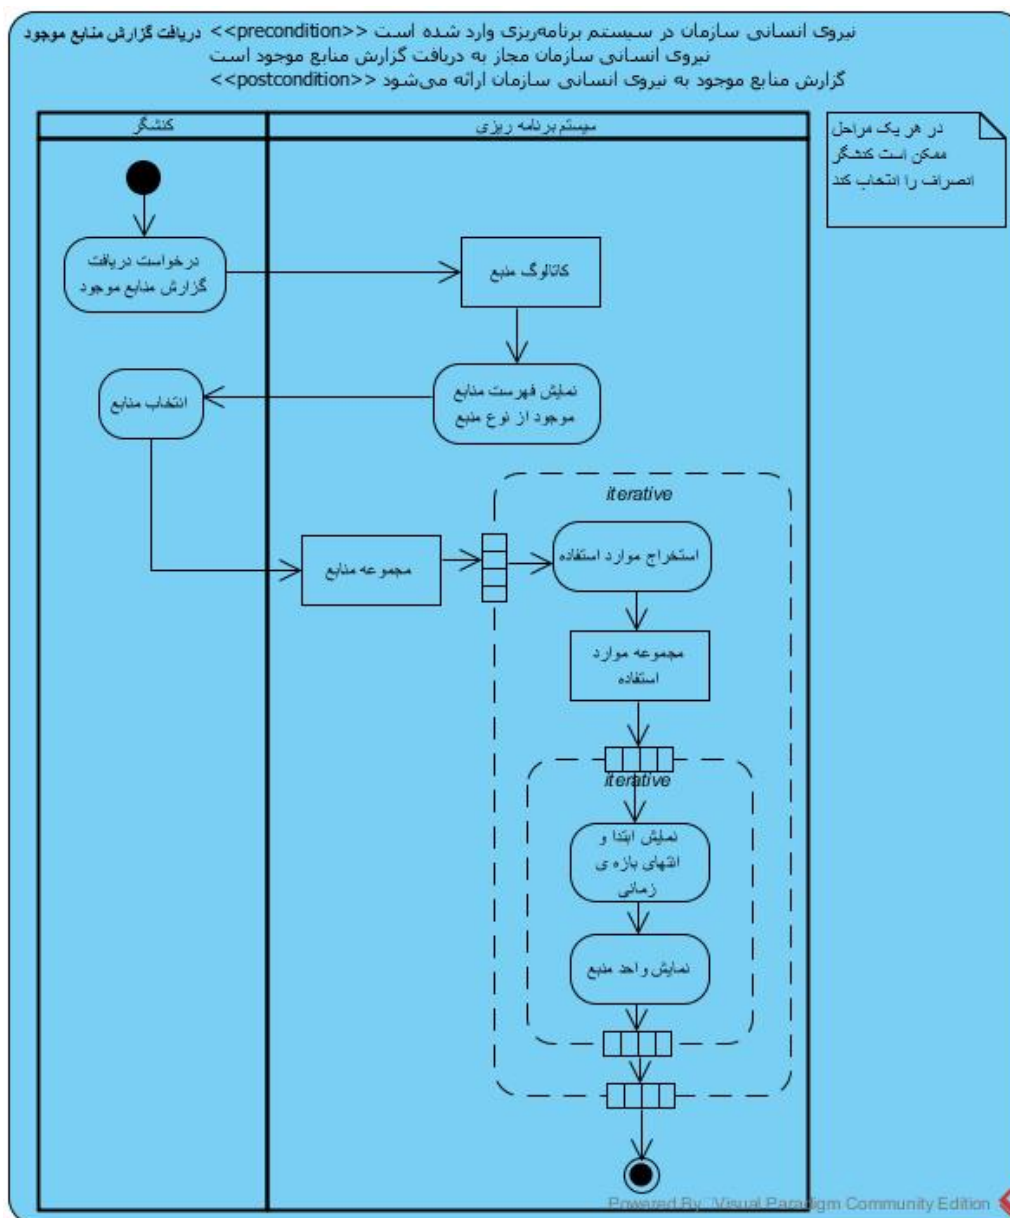 دریافت گزارش منابع موجود <<precondition>> نیروی انسانی سازمان در سیستم برنامه‌ریزی وارد شده است
نیروی انسانی سازمان مجاز به دریافت گزارش منابع موجود است
<<postcondition>> گزارش منابع موجود به نیروی انسانی سازمان ارائه می‌شود
کنشگر
سیستم برنامه ریزی
در هر یک مراحل
ممکن است کنشگر
انصراف را انتخاب کند
درخواست دریافت
گزارش منابع موجود
کاتالوگ منبع
نمایش فهرست منابع
موجود از نوع منبع
انتخاب منابع
iterative
استخراج موارد استفاده
مجموعه منابع
مجموعه موارد
استفاده
iterative
نمایش ابتدا و
انتهای بازه ی
زمانی
نمایش واحد منبع
Powered By Visual Paradigm Community Edition